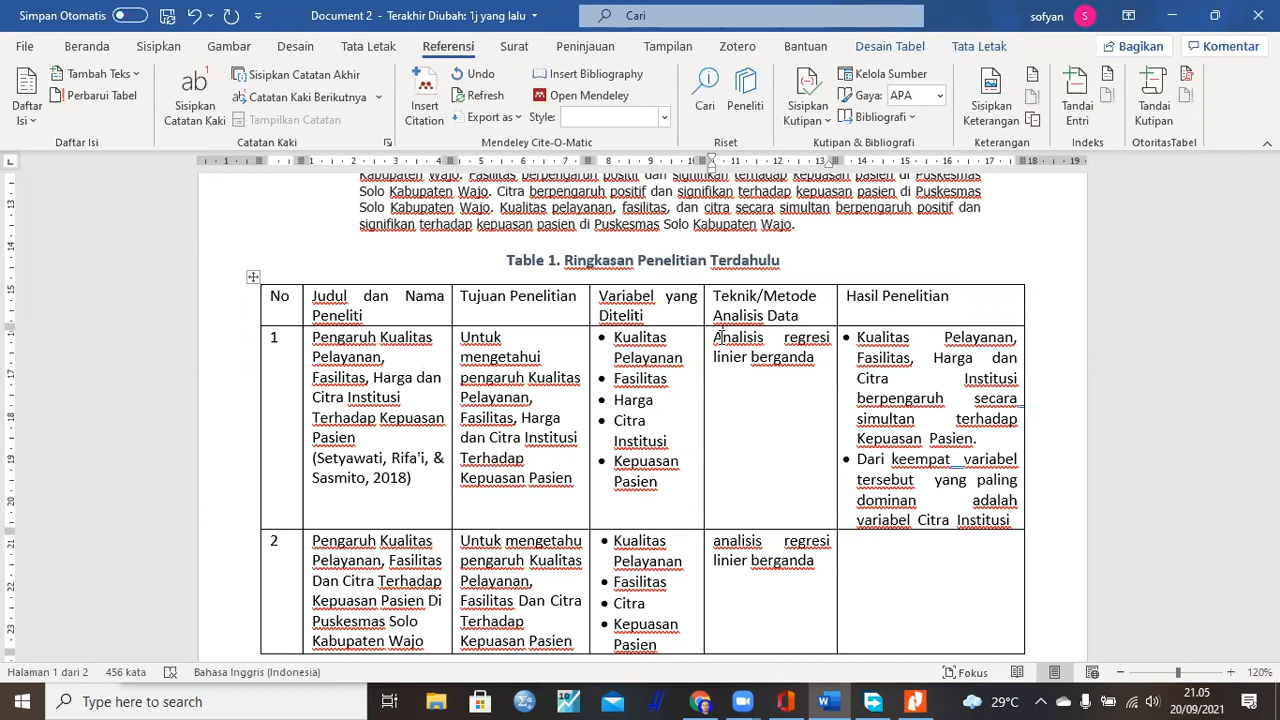 Simpan Otomatis
Document 2 - Terakhir Diubah: 1j yang lalu
Cari
sofyan
S
File
Beranda
Sisipkan
Gambar
Desain
Tata Letak
Referensi
Surat
Peninjauan
Tampilan
Zotero
Bantuan
Desain Tabel
Tata Letak
Bagikan
Komentar
Daftar Isi
Tambah Teks
Perbarui Tabel
Daftar Isi
ab¹
Sisipkan Catatan Kaki
Sisipkan Catatan Akhir
Catatan Kaki Berikutnya
Tampilkan Catatan
Catatan Kaki
Insert Citation
Undo
Refresh
Export as
Insert Bibliography
Open Mendeley
Style:
Mendeley Cite-O-Matic
Cari
Peneliti
Riset
Sisipkan Kutipan
Kelola Sumber
Gaya: APA
Bibliografi
Kutipan & Bibliografi
Sisipkan Keterangan
Keterangan
Tandai Entri
Indeks
Tandai Kutipan
OtoritasTabel
Kabupaten Wajo. Fasilitas berpengaruh positif dan signifikan terhadap kepuasan pasien di Puskesmas
Solo Kabupaten Wajo. Citra berpengaruh positif dan signifikan terhadap kepuasan pasien di Puskesmas
Solo Kabupaten Wajo. Kualitas pelayanan, fasilitas, dan citra secara simultan berpengaruh positif dan
signifikan terhadap kepuasan pasien di Puskesmas Solo Kabupaten Wajo.
Table 1. Ringkasan Penelitian Terdahulu
No
Judul dan Nama
Peneliti
Tujuan Penelitian
Variabel yang
Diteliti
Teknik/Metode
Analisis Data
Hasil Penelitian
1
Pengaruh Kualitas
Pelayanan,
Fasilitas, Harga dan
Citra Institusi
Terhadap Kepuasan
Pasien
(Setyawati, Rifa'i, &
Sasmito, 2018)
Untuk
mengetahui
pengaruh Kualitas
Pelayanan,
Fasilitas, Harga
dan Citra Institusi
Terhadap
Kepuasan Pasien
• Kualitas
Pelayanan
• Fasilitas
• Harga
• Citra
Institusi
• Kepuasan
Pasien
Analisis regresi
linier berganda
• Kualitas Pelayanan,
Fasilitas, Harga dan
Citra Institusi
berpengaruh secara
simultan terhadap
Kepuasan Pasien.
• Dari keempat variabel
tersebut yang paling
dominan adalah
variabel Citra Institusi
2
Pengaruh Kualitas
Pelayanan, Fasilitas
Dan Citra Terhadap
Kepuasan Pasien Di
Puskesmas Solo
Kabupaten Wajo
Untuk mengetahu
pengaruh Kualitas
Pelayanan,
Fasilitas Dan Citra
Terhadap
Kepuasan Pasien
• Kualitas
Pelayanan
• Fasilitas
• Citra
• Kepuasan
Pasien
analisis regresi
linier berganda
Halaman 1 dari 2
456 kata
Bahasa Inggris (Indonesia)
Fokus
120%
Type here to search
29°C
21.05
20/09/2021